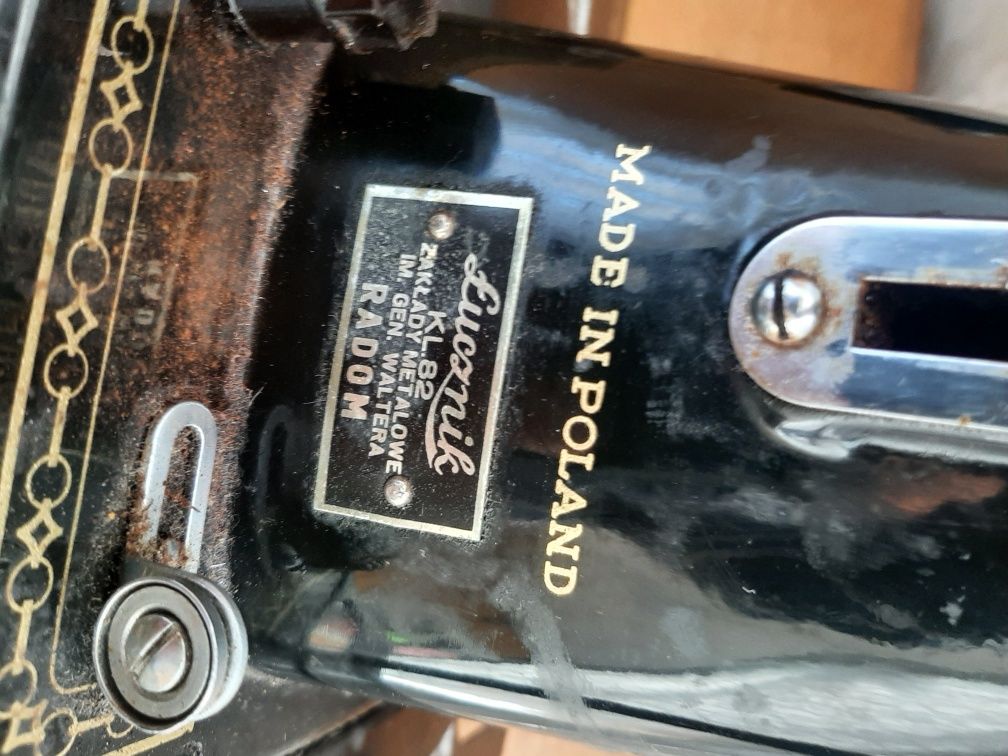 MADE IN POLAND
Łucznik
KL. 82
ZAKŁADY METALOWE
IM. GEN. WALTERA
RADOM